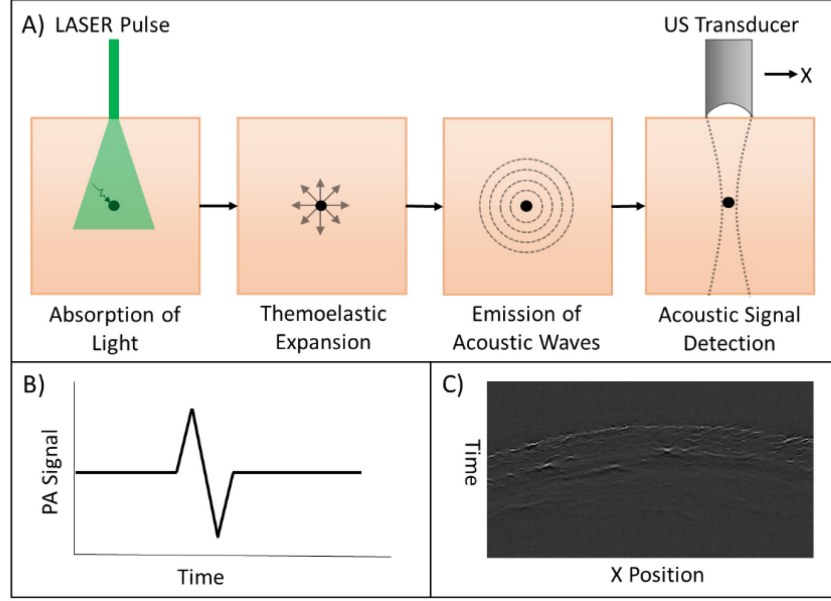 A)
LASER Pulse
US Transducer
X
Absorption of
Light
Themoelastic
Expansion
Emission of
Acoustic Waves
Acoustic Signal
Detection
B)
PA Signal
Time
C)
Time
X Position